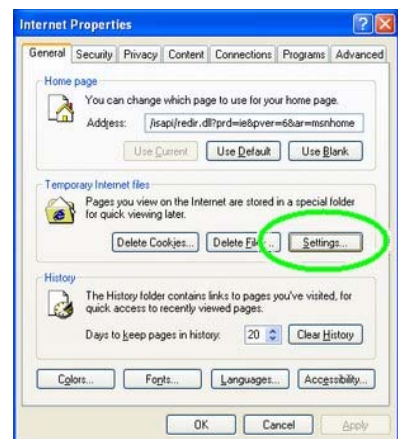 Internet Properties
General Security Privacy Content Connections Programs Advanced
Home page
You can change which page to use for your home page.
Address: /isapi/redir.dll?prd=ie&pver=6&ar=msnhome
Use Current Use Default Use Blank
Temporary Internet files
Pages you view on the Internet are stored in a special folder
for quick viewing later.
Delete Cookies... Delete Files... Settings...
History
The History folder contains links to pages you've visited, for
quick access to recently viewed pages.
Days to keep pages in history: 20 Clear History
Colors... Fonts... Languages... Accessibility...
OK Cancel Apply